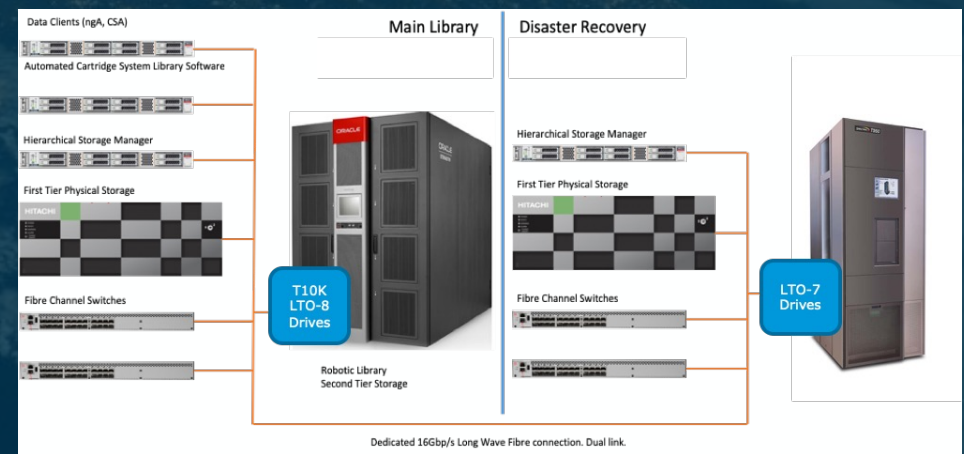 Data Clients (ngA, CSA)
Main Library
Disaster Recovery
Automated Cartridge System Library Software
Hierarchical Storage Manager
First Tier Physical Storage
HITACHI
Fibre Channel Switches
ORACLE
ORACLE
T10K
LTO-8
Drives
Robotic Library
Second Tier Storage
Hierarchical Storage Manager
First Tier Physical Storage
HITACHI
Fibre Channel Switches
LTO-7
Drives
Dedicated 16Gbp/s Long Wave Fibre connection. Dual link.